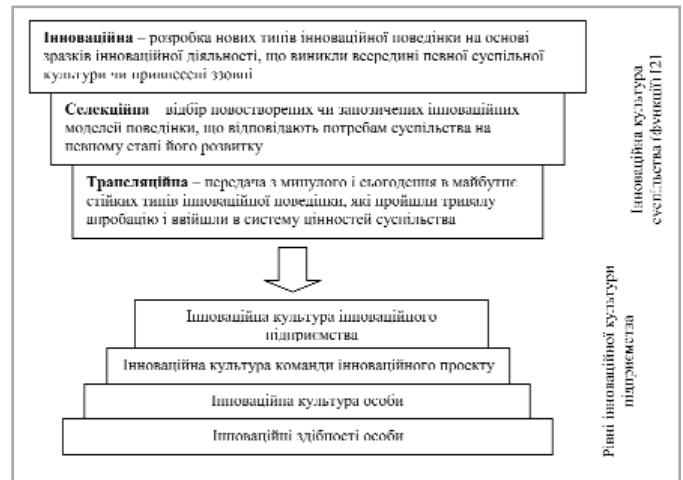 Інноваційна – розробка нових типів інноваційної поведінки на основі
зразків інноваційної діяльності, що виникли всередині певної суспільної
культури чи привнесені ззовні
Селекційна – відбір новостворених чи запозичених інноваційних
моделей поведінки, що відповідають потребам суспільства на
певному етапі його розвитку
Трансляційна – передача з минулого і сьогодення в майбутнє
стійких типів інноваційної поведінки, які пройшли тривалу
апробацію і ввійшли в систему цінностей суспільства
Інноваційна культура
суспільства (функції) [2]
Інноваційна культура інноваційного
підприємства
Інноваційна культура команди інноваційного проекту
Інноваційна культура особи
Інноваційні здібності особи
Рівні інноваційної культури
підприємства